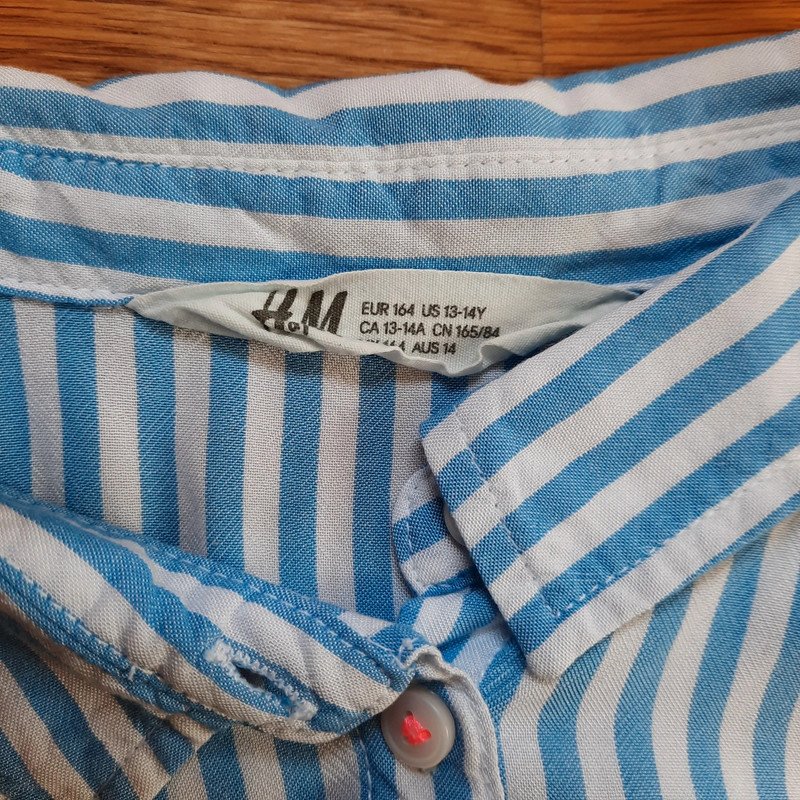 H&M
EUR 164 US 13-14Y
CA 13-14A CN 165/84
AUS 14